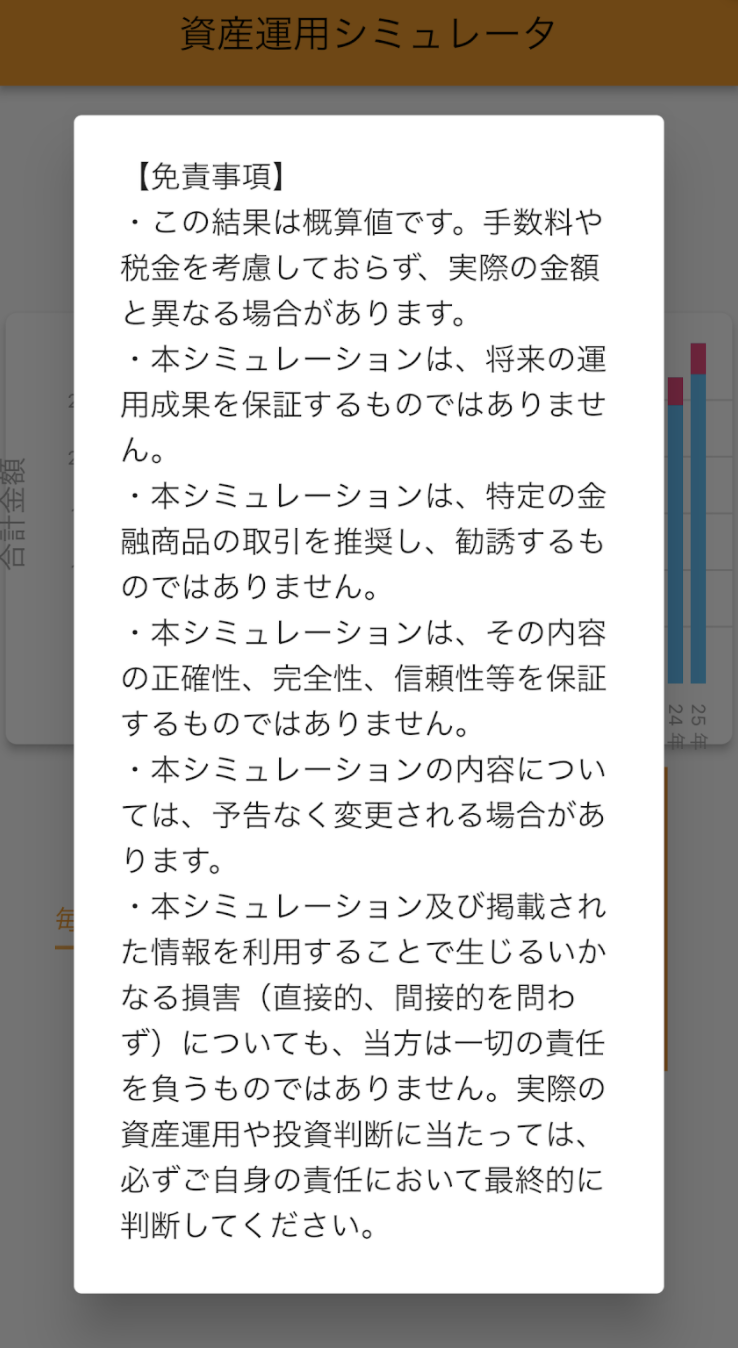 資産運用シミュレータ
【免責事項】
・この結果は概算値です。手数料や
税金を考慮しておらず、実際の金額
と異なる場合があります。
・本シミュレーションは、将来の運
用成果を保証するものではありませ
ん。
・本シミュレーションは、特定の金
融商品の取引を推奨し、勧誘するも
のではありません。
・本シミュレーションは、その内容
の正確性、完全性、信頼性等を保証
するものではありません。
・本シミュレーションの内容につい
ては、予告なく変更される場合があ
ります。
・本シミュレーション及び掲載され
た情報を利用することで生じるいか
なる損害（直接的、間接的を問わ
ず）についても、当方は一切の責任
を負うものではありません。実際の
資産運用や投資判断に当たっては、
必ずご自身の責任において最終的に
判断してください。
合計金額
24 年
25 年
毎